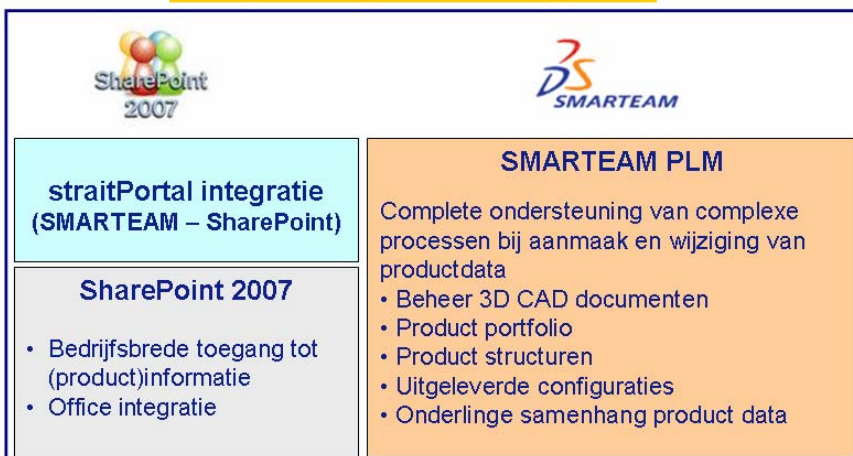 SharePoint
2007
DS
SMARTEAM
straitPortal integratie
(SMARTEAM – SharePoint)
SharePoint 2007
• Bedrijfsbrede toegang tot
(product)informatie
• Office integratie
SMARTEAM PLM
Complete ondersteuning van complexe
processen bij aanmaak en wijziging van
productdata
• Beheer 3D CAD documenten
• Product portfolio
• Product structuren
• Uitgeleverde configuraties
• Onderlinge samenhang product data